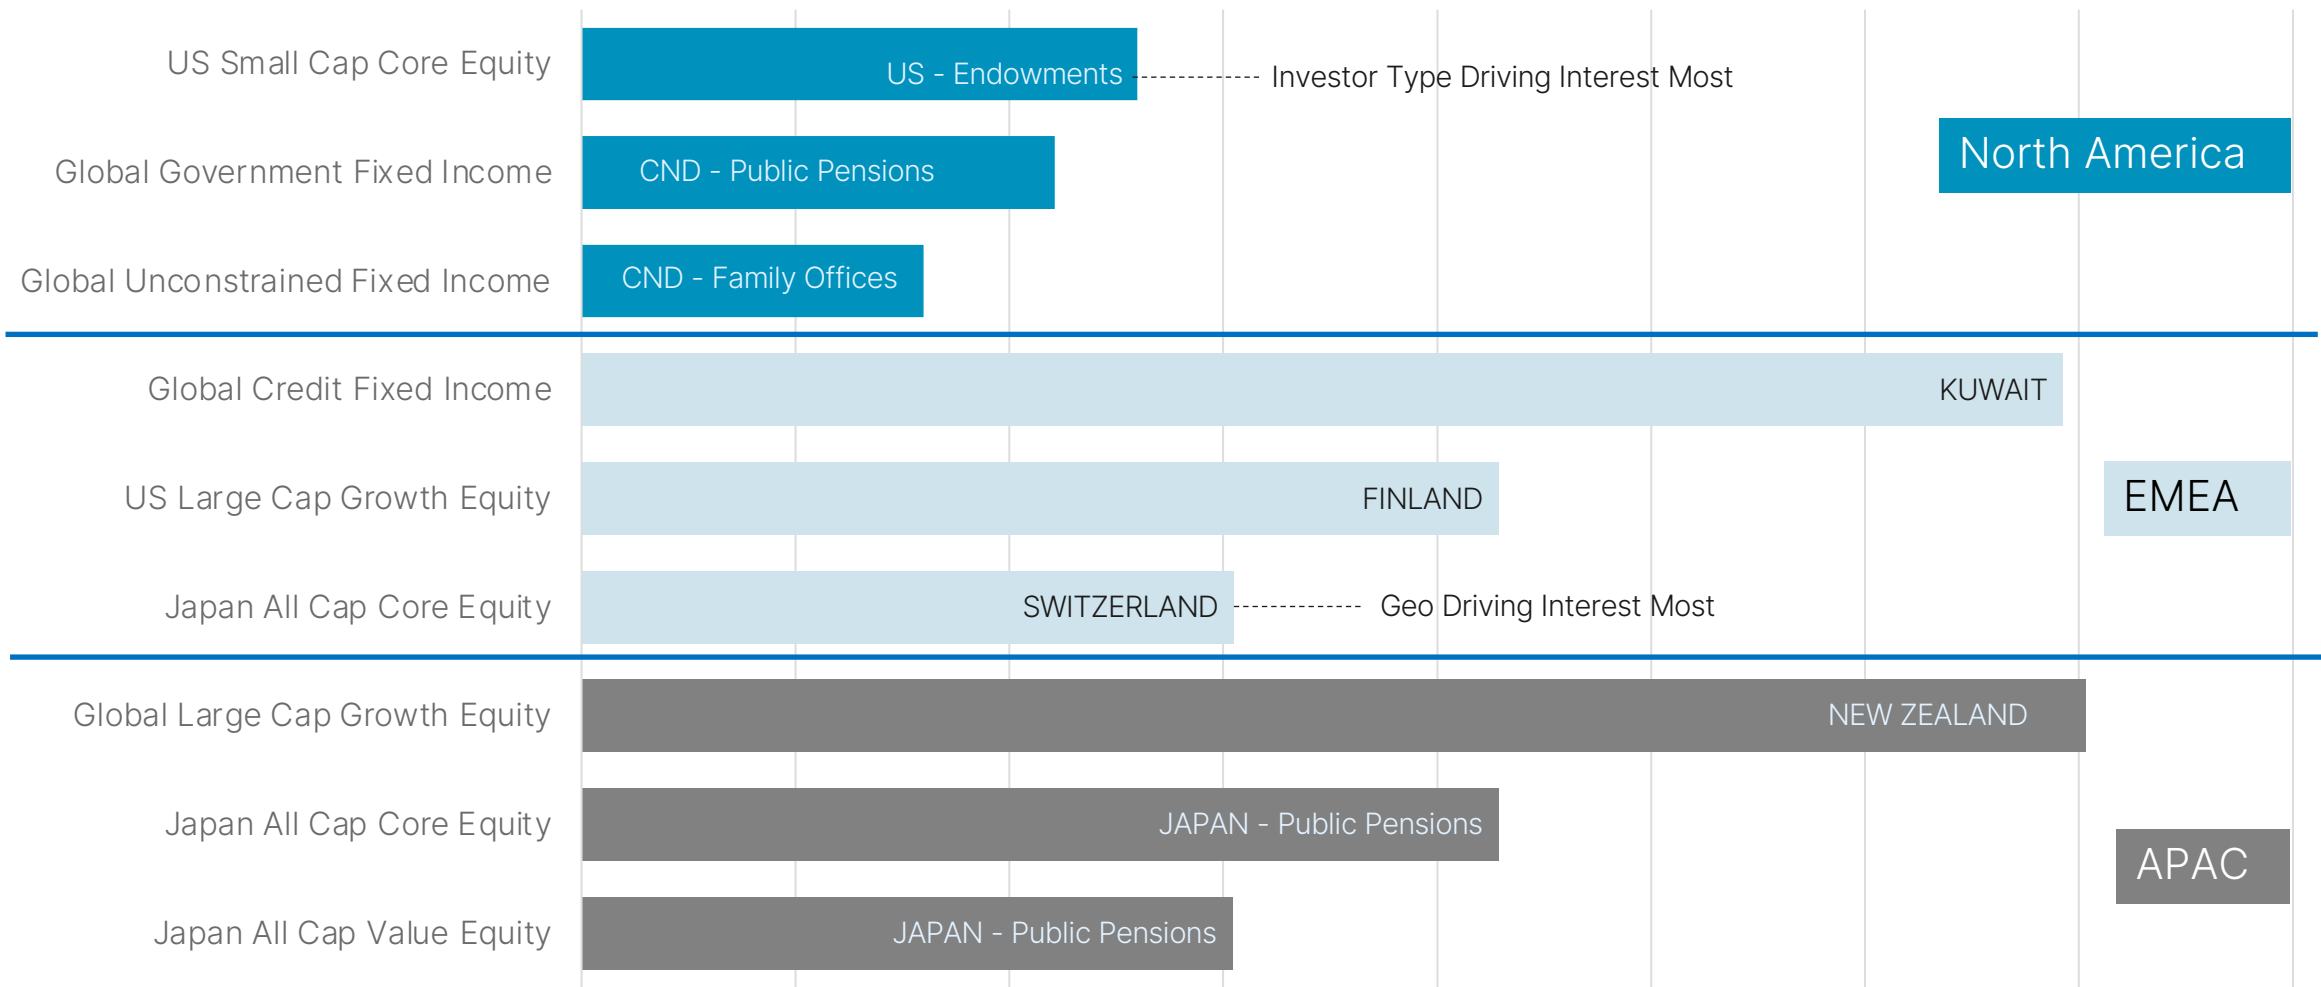 US Small Cap Core Equity
US - Endowments
Investor Type Driving Interest Most
Global Government Fixed Income
CND - Public Pensions
North America
Global Unconstrained Fixed Income
CND - Family Offices
Global Credit Fixed Income
KUWAIT
US Large Cap Growth Equity
FINLAND
EMEA
Japan All Cap Core Equity
SWITZERLAND
Geo Driving Interest Most
Global Large Cap Growth Equity
NEW ZEALAND
Japan All Cap Core Equity
JAPAN - Public Pensions
APAC
Japan All Cap Value Equity
JAPAN - Public Pensions